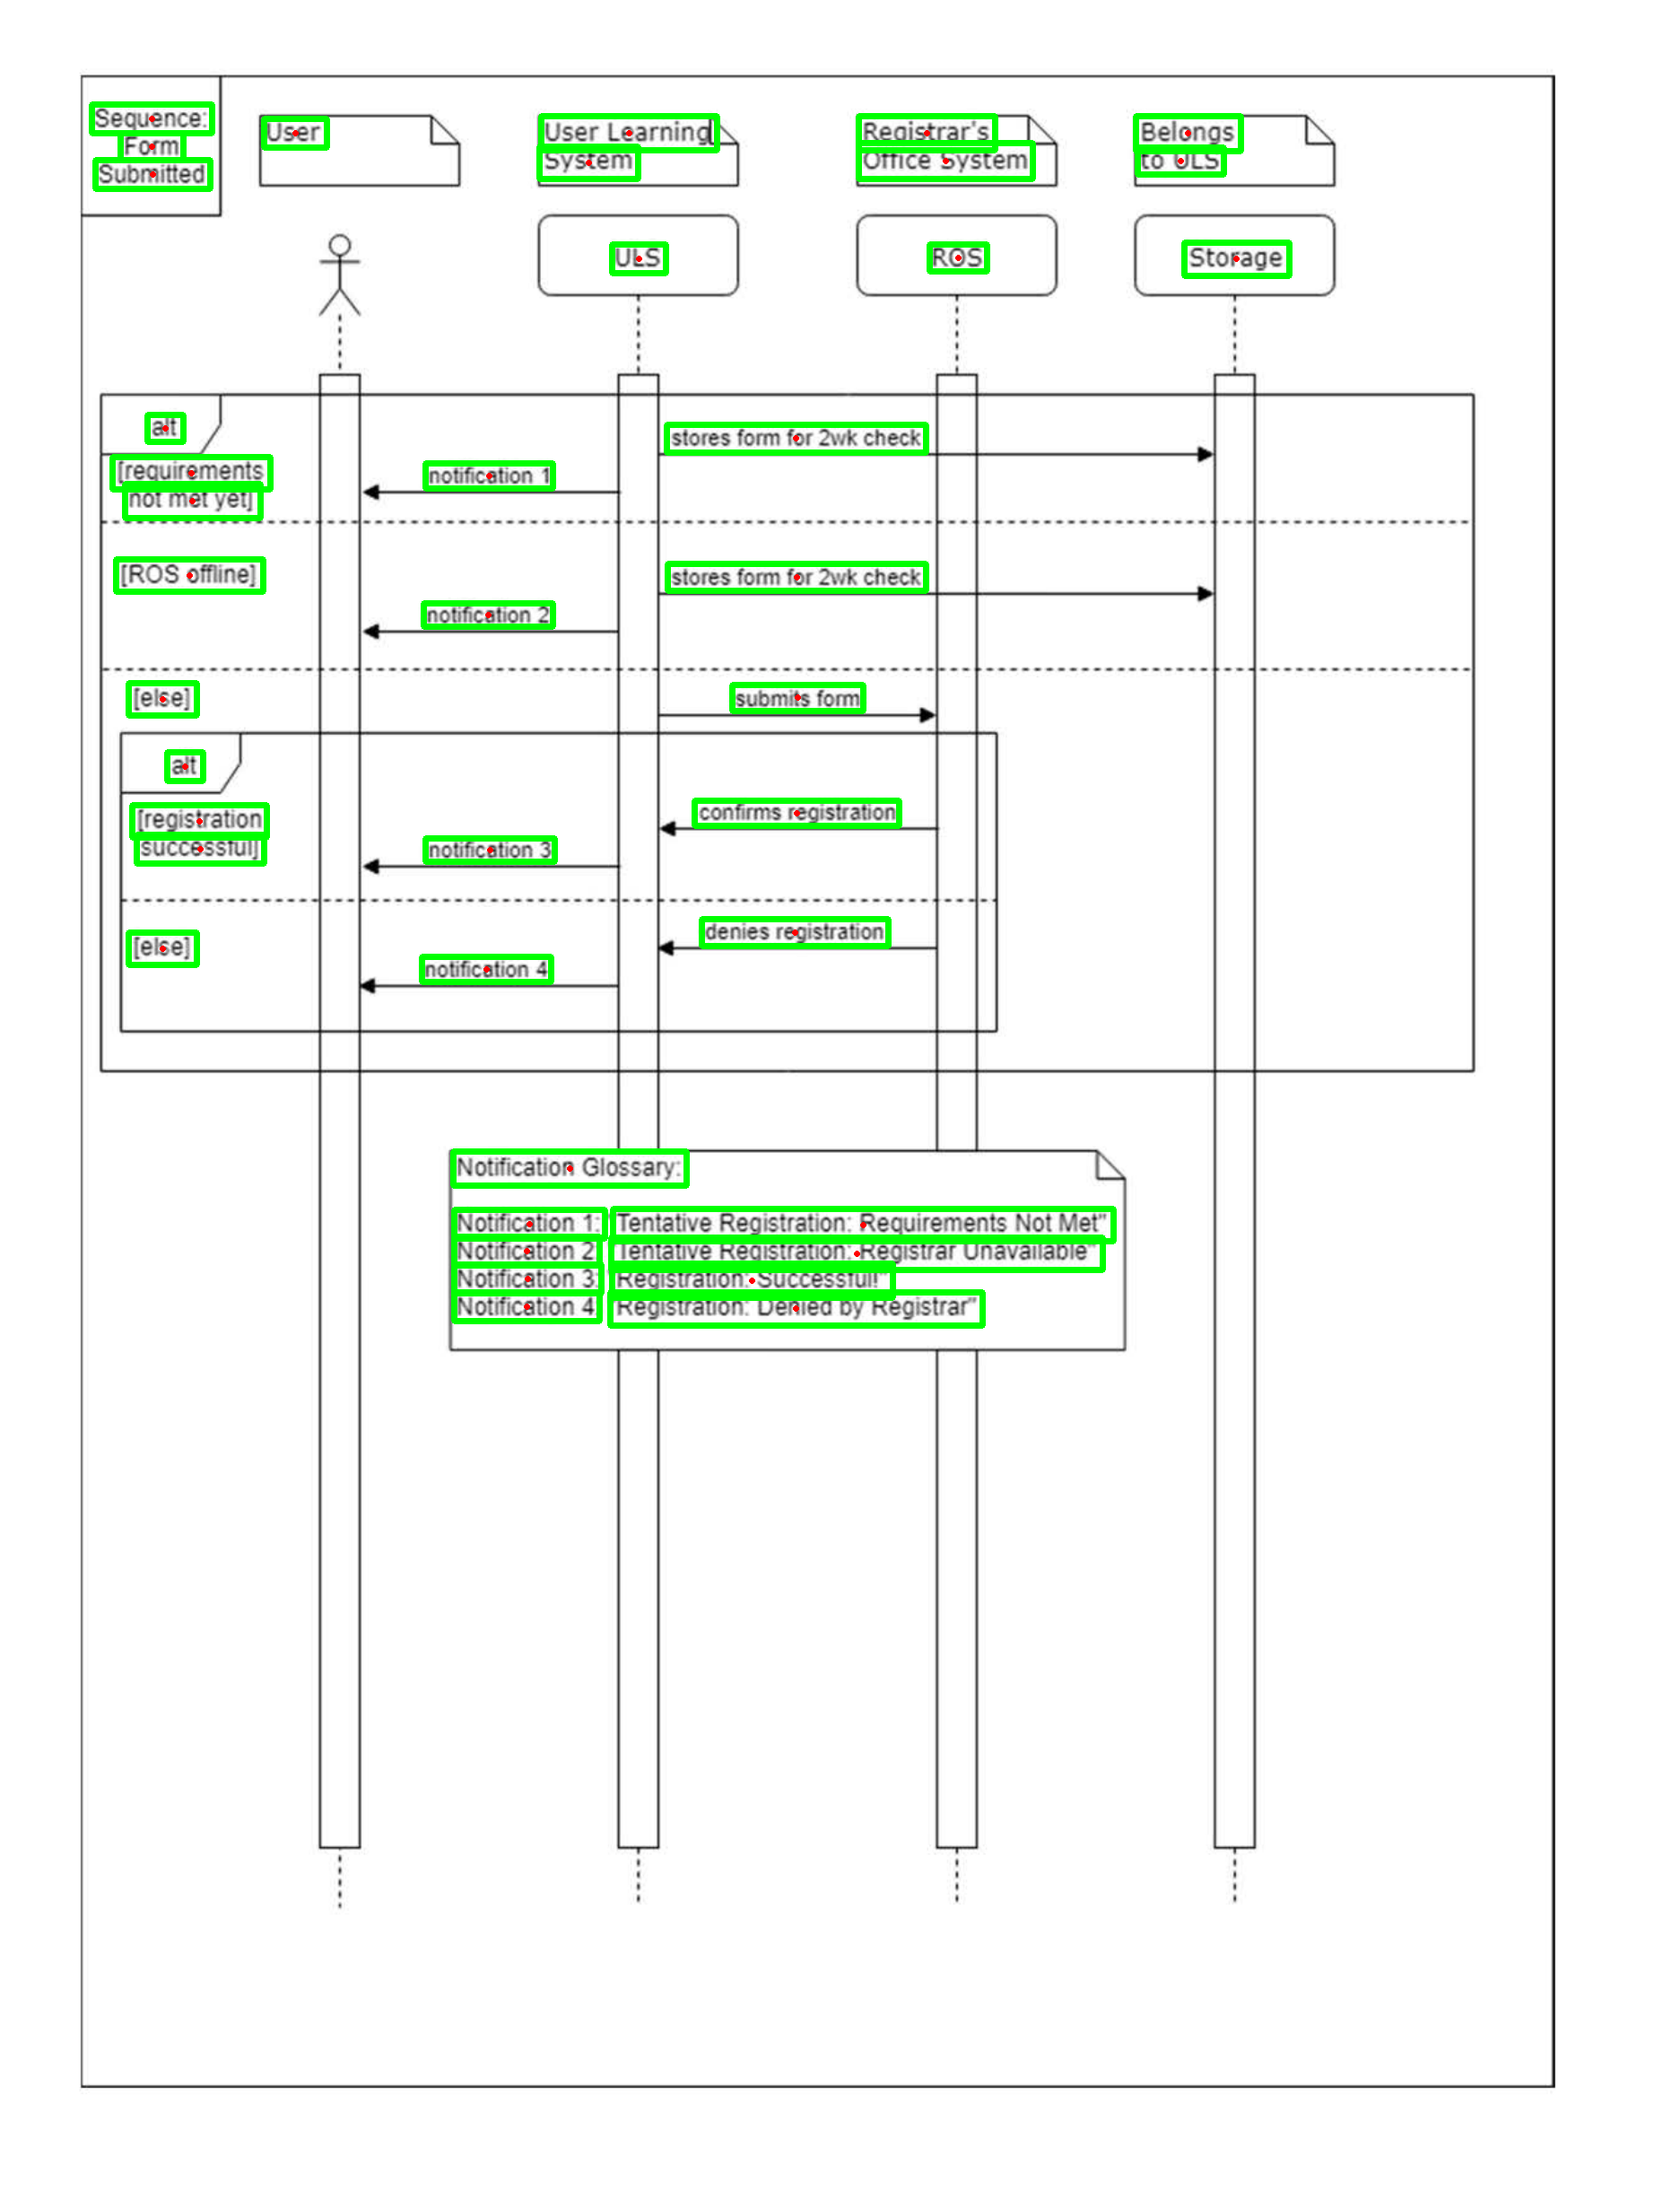 Sequence:
Form
Submitted
User
User Learning
System
Registrar's
Office System
Belongs
to ULS
ULS
ROS
Storage
alt
stores form for 2wk check
[requirements
not met yet]
notification 1
[ROS offline]
stores form for 2wk check
notification 2
[else]
submits form
alt
[registration
successful]
confirms registration
notification 3
[else]
denies registration
notification 4
Notification Glossary:
Notification 1: Tentative Registration: Requirements Not Met"
Notification 2 Tentative Registration: Registrar Unavailable"
Notification 3: Registration: Successful!"
Notification 4 Registration: Denied by Registrar"